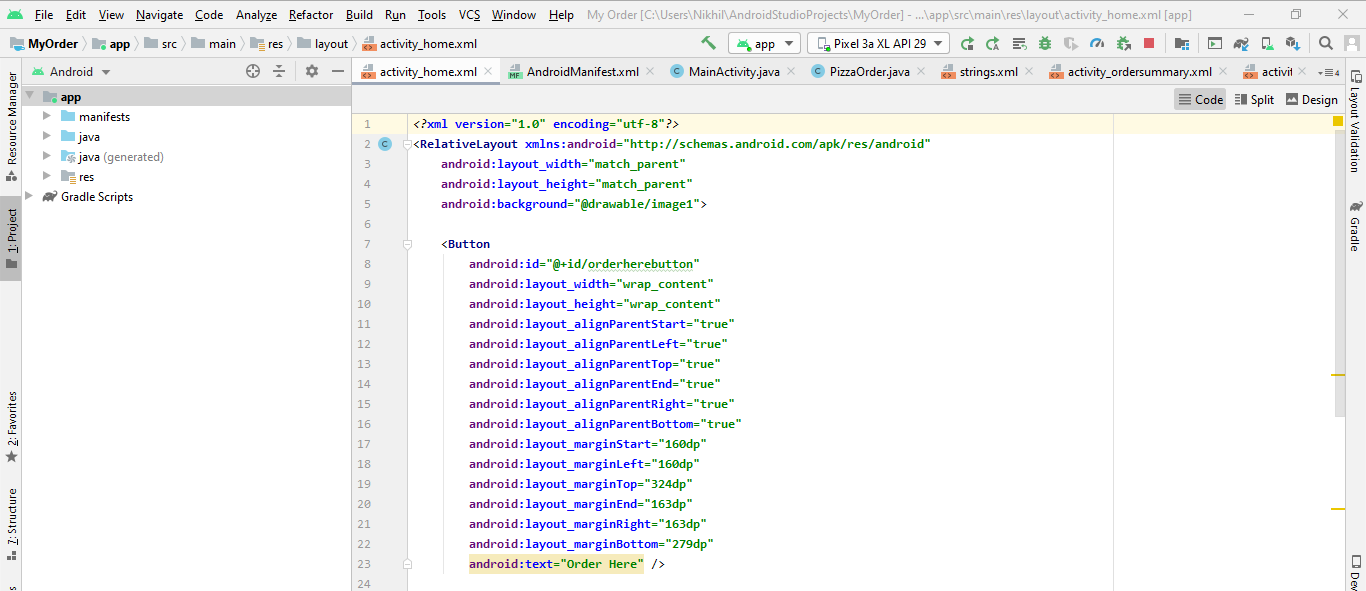 File Edit View Navigate Code Analyze Refactor Build Run Tools VCS Window Help My Order [C:\Users\Nikhil\AndroidStudioProjects\MyOrder] - ...\app\src\main\res\layout\activity_home.xml [app]
MyOrder app src main res layout activity_home.xml app Pixel 3a XL API 29
Android activity_home.xml AndroidManifest.xml MainActivity.java PizzaOrder.java strings.xml activity_ordersummary.xml activit 4
Code Split Design
Resource Manager
1: Project
2: Favorites
7: Structure
app
manifests
java
java (generated)
res
Gradle Scripts
1 <?xml version="1.0" encoding="utf-8"?>
2 C <RelativeLayout xmlns:android="http://schemas.android.com/apk/res/android"
3 android:layout_width="match_parent"
4 android:layout_height="match_parent"
5 android:background="@drawable/image1">
6
7 <Button
8 android:id="@+id/orderherebutton"
9 android:layout_width="wrap_content"
10 android:layout_height="wrap_content"
11 android:layout_alignParentStart="true"
12 android:layout_alignParentLeft="true"
13 android:layout_alignParentTop="true"
14 android:layout_alignParentEnd="true"
15 android:layout_alignParentRight="true"
16 android:layout_alignParentBottom="true"
17 android:layout_marginStart="160dp"
18 android:layout_marginLeft="160dp"
19 android:layout_marginTop="324dp"
20 android:layout_marginEnd="163dp"
21 android:layout_marginRight="163dp"
22 android:layout_marginBottom="279dp"
23 android:text="Order Here" />
24
Layout Validation
Gradle
Dev